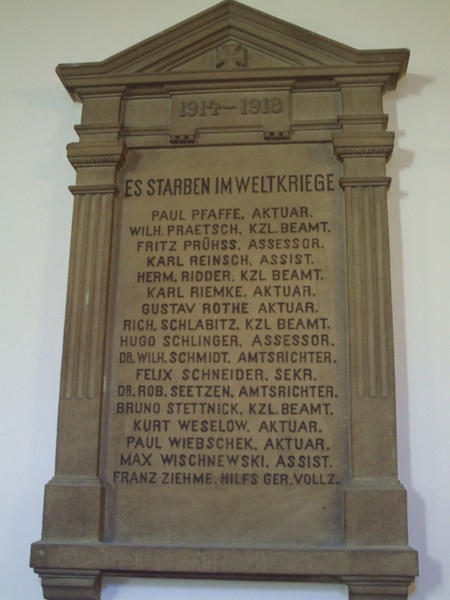 1914-1918
ES STARBEN IM WELTKRIEGE
PAUL PFAFFE, AKTUAR.
WILH. PRAETSCH, KZL.BEAMT.
FRITZ PRÜHSS, ASSESSOR.
KARL REINSCH, ASSIST.
HERM. RIDDER, KZL BEAMT.
KARL RIEMKE, AKTUAR.
GUSTAV ROTHE AKTUAR.
RICH. SCHLABITZ, KZL BEAMT.
HUGO SCHLINGER, ASSESSOR.
DR. WILH. SCHMIDT. AMTSRICHTER.
FELIX SCHNEIDER. SEKR.
DR. ROB. SEETZEN, AMTSRICHTER.
BRUNO STETTNICK, KZL.BEAMT.
KURT WESELOW, AKTUAR.
PAUL WIEBSCHEK, AKTUAR.
MAX WISCHNEWSKI, ASSIST.
FRANZ ZIEHME. HILFS GER. VOLLZ.